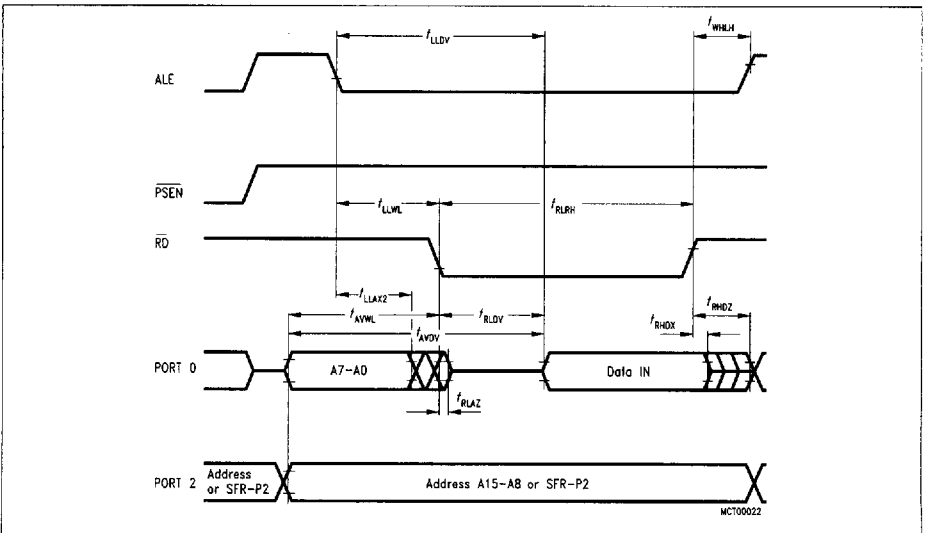 tLLDV
tWHLH
ALE
PSEN
tLLWL
tRLRH
RD
tLLAX2
tAVWL
tRLDV
tRHDZ
tAVDV
tRHDX
PORT 0
A7-A0
Data IN
tRLAZ
PORT 2
Address
or SFR-P2
Address A15-A8 or SFR-P2
MCT00022